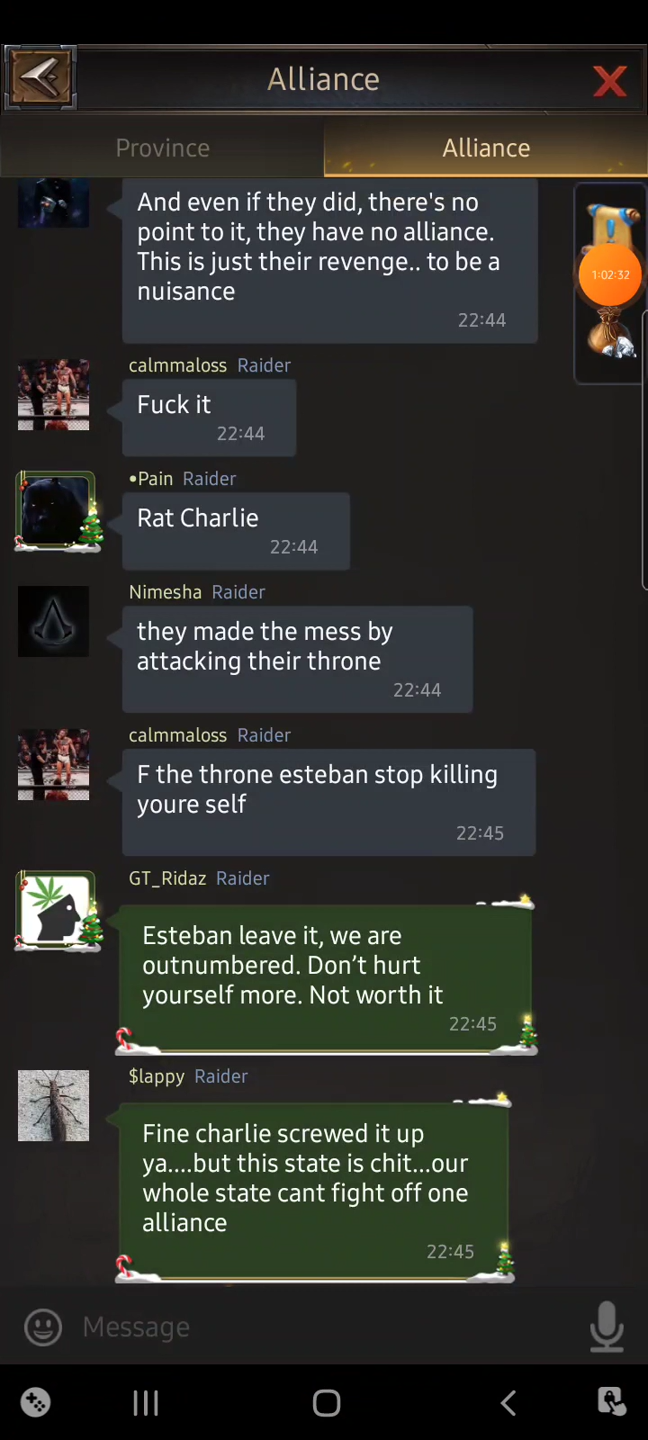 Alliance
Province
Alliance
And even if they did, there's no
point to it, they have no alliance.
This is just their revenge.. to be a
nuisance
22:44
1:02:32
calmmaloss Raider
Fuck it
22:44
•Pain Raider
Rat Charlie
22:44
Nimesha Raider
they made the mess by
attacking their throne
22:44
calmmaloss Raider
F the throne esteban stop killing
youre self
22:45
GT_Ridaz Raider
Esteban leave it, we are
outnumbered. Don’t hurt
yourself more. Not worth it
22:45
$lappy Raider
Fine charlie screwed it up
ya....but this state is chit...our
whole state cant fight off one
alliance
22:45
Message